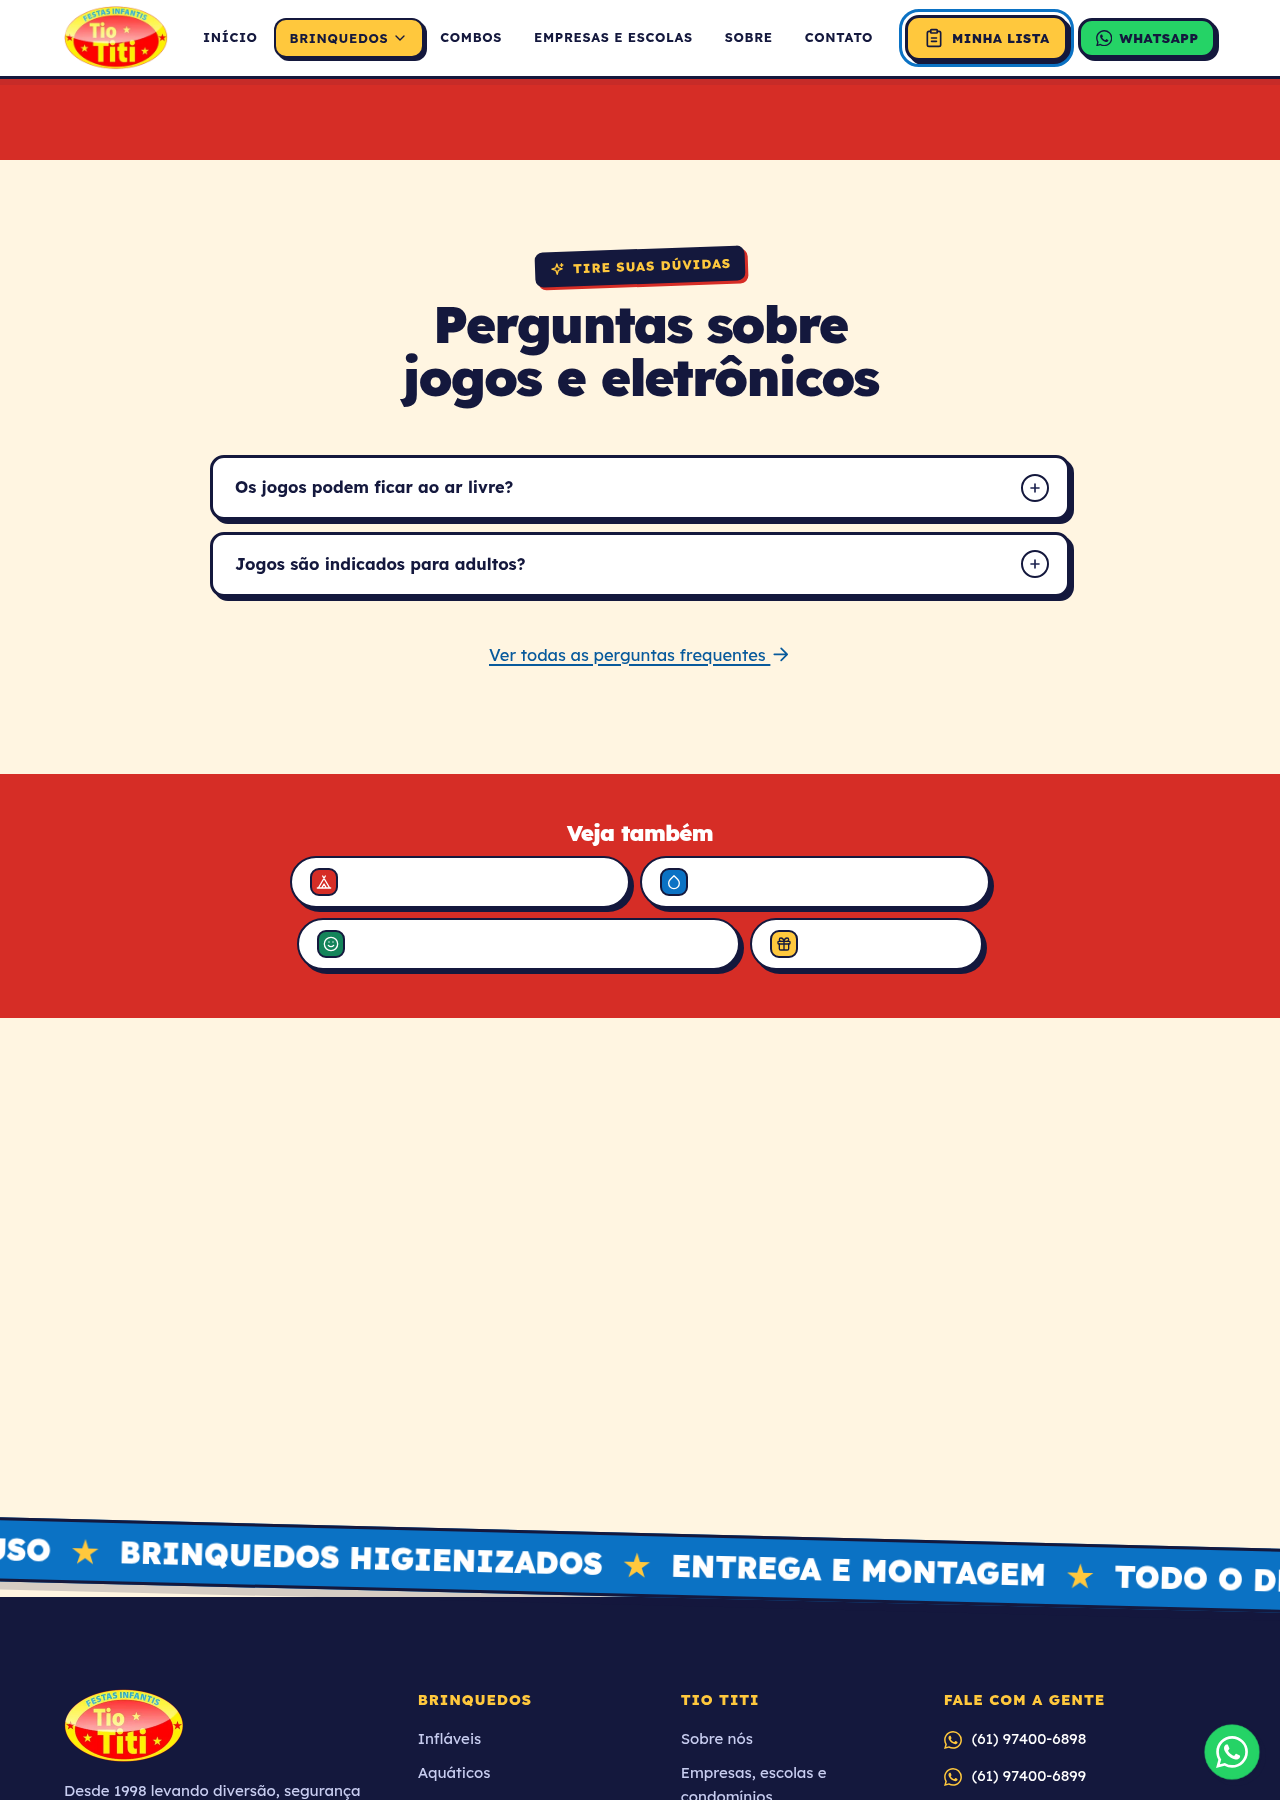 FESTAS INFANTIS
Tio
Titi
INÍCIO
BRINQUEDOS
COMBOS
EMPRESAS E ESCOLAS
SOBRE
CONTATO
MINHA LISTA
WHATSAPP
TIRE SUAS DÚVIDAS
Perguntas sobre
jogos e eletrônicos
Os jogos podem ficar ao ar livre?
Jogos são indicados para adultos?
Ver todas as perguntas frequentes
Veja também
USO ★ BRINQUEDOS HIGIENIZADOS ★ ENTREGA E MONTAGEM ★ TODO O
FESTAS INFANTIS
Tio
Titi
Desde 1998 levando diversão, segurança
BRINQUEDOS
Infláveis
Aquáticos
TIO TITI
Sobre nós
Empresas, escolas e
condomínios
FALE COM A GENTE
(61) 97400-6898
(61) 97400-6899